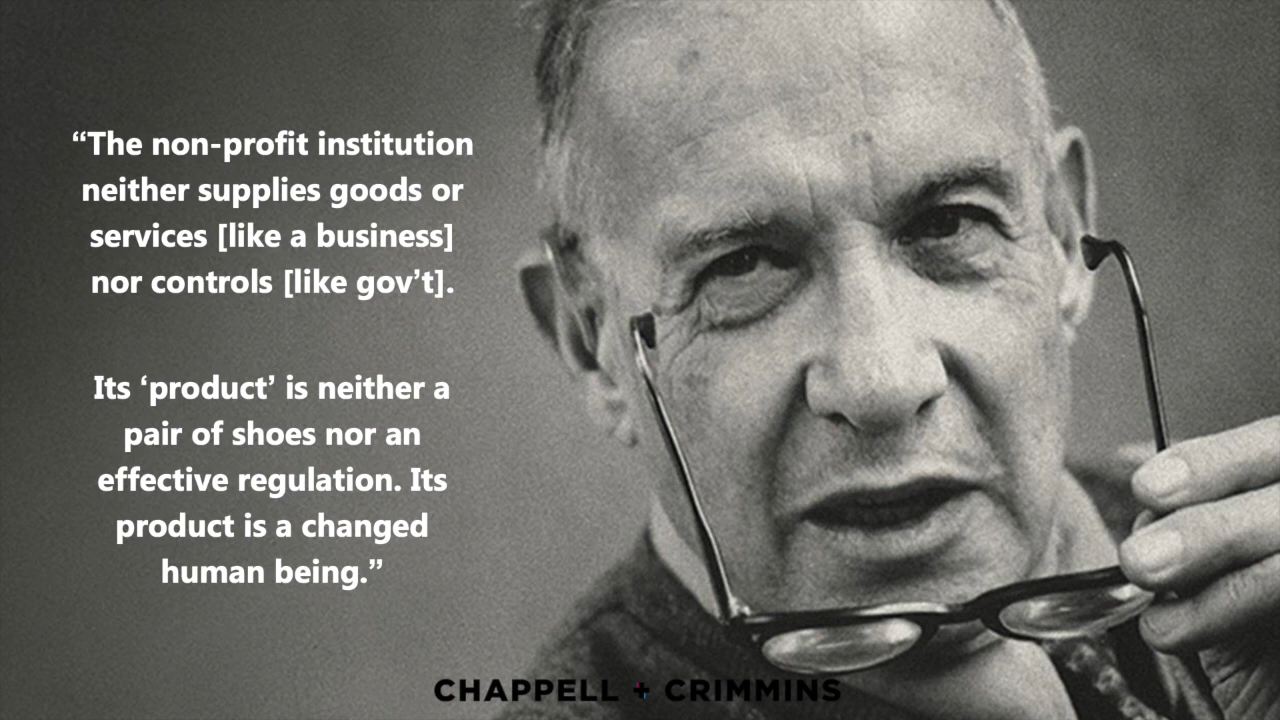 “The non-profit institution
neither supplies goods or
services [like a business]
nor controls [like gov’t].
Its ‘product’ is neither a
pair of shoes nor an
effective regulation. Its
product is a changed
human being.”
CHAPPELL + CRIMMINS